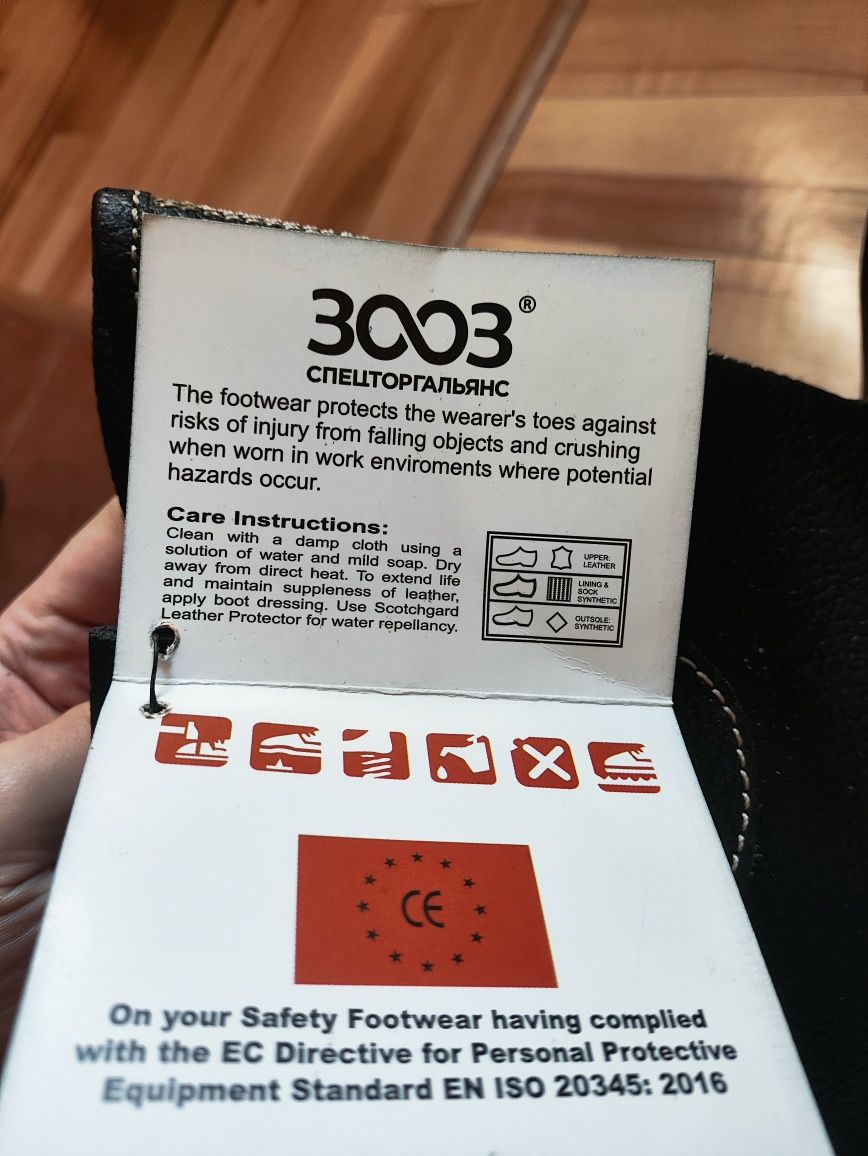 3003®
СПЕЦТОРГАЛЬЯНС
The footwear protects the wearer's toes against
risks of injury from falling objects and crushing
when worn in work enviroments where potential
hazards occur.
Care Instructions:
Clean with a damp cloth using a
solution of water and mild soap. Dry
away from direct heat. To extend life
and maintain suppleness of leather,
apply boot dressing. Use Scotchgard
Leather Protector for water repellancy.
UPPER:
LEATHER
LINING &
SOCK
SYNTHETIC
OUTSOLE:
SYNTHETIC
CE
On your Safety Footwear having complied
with the EC Directive for Personal Protective
Equipment Standard EN ISO 20345: 2016